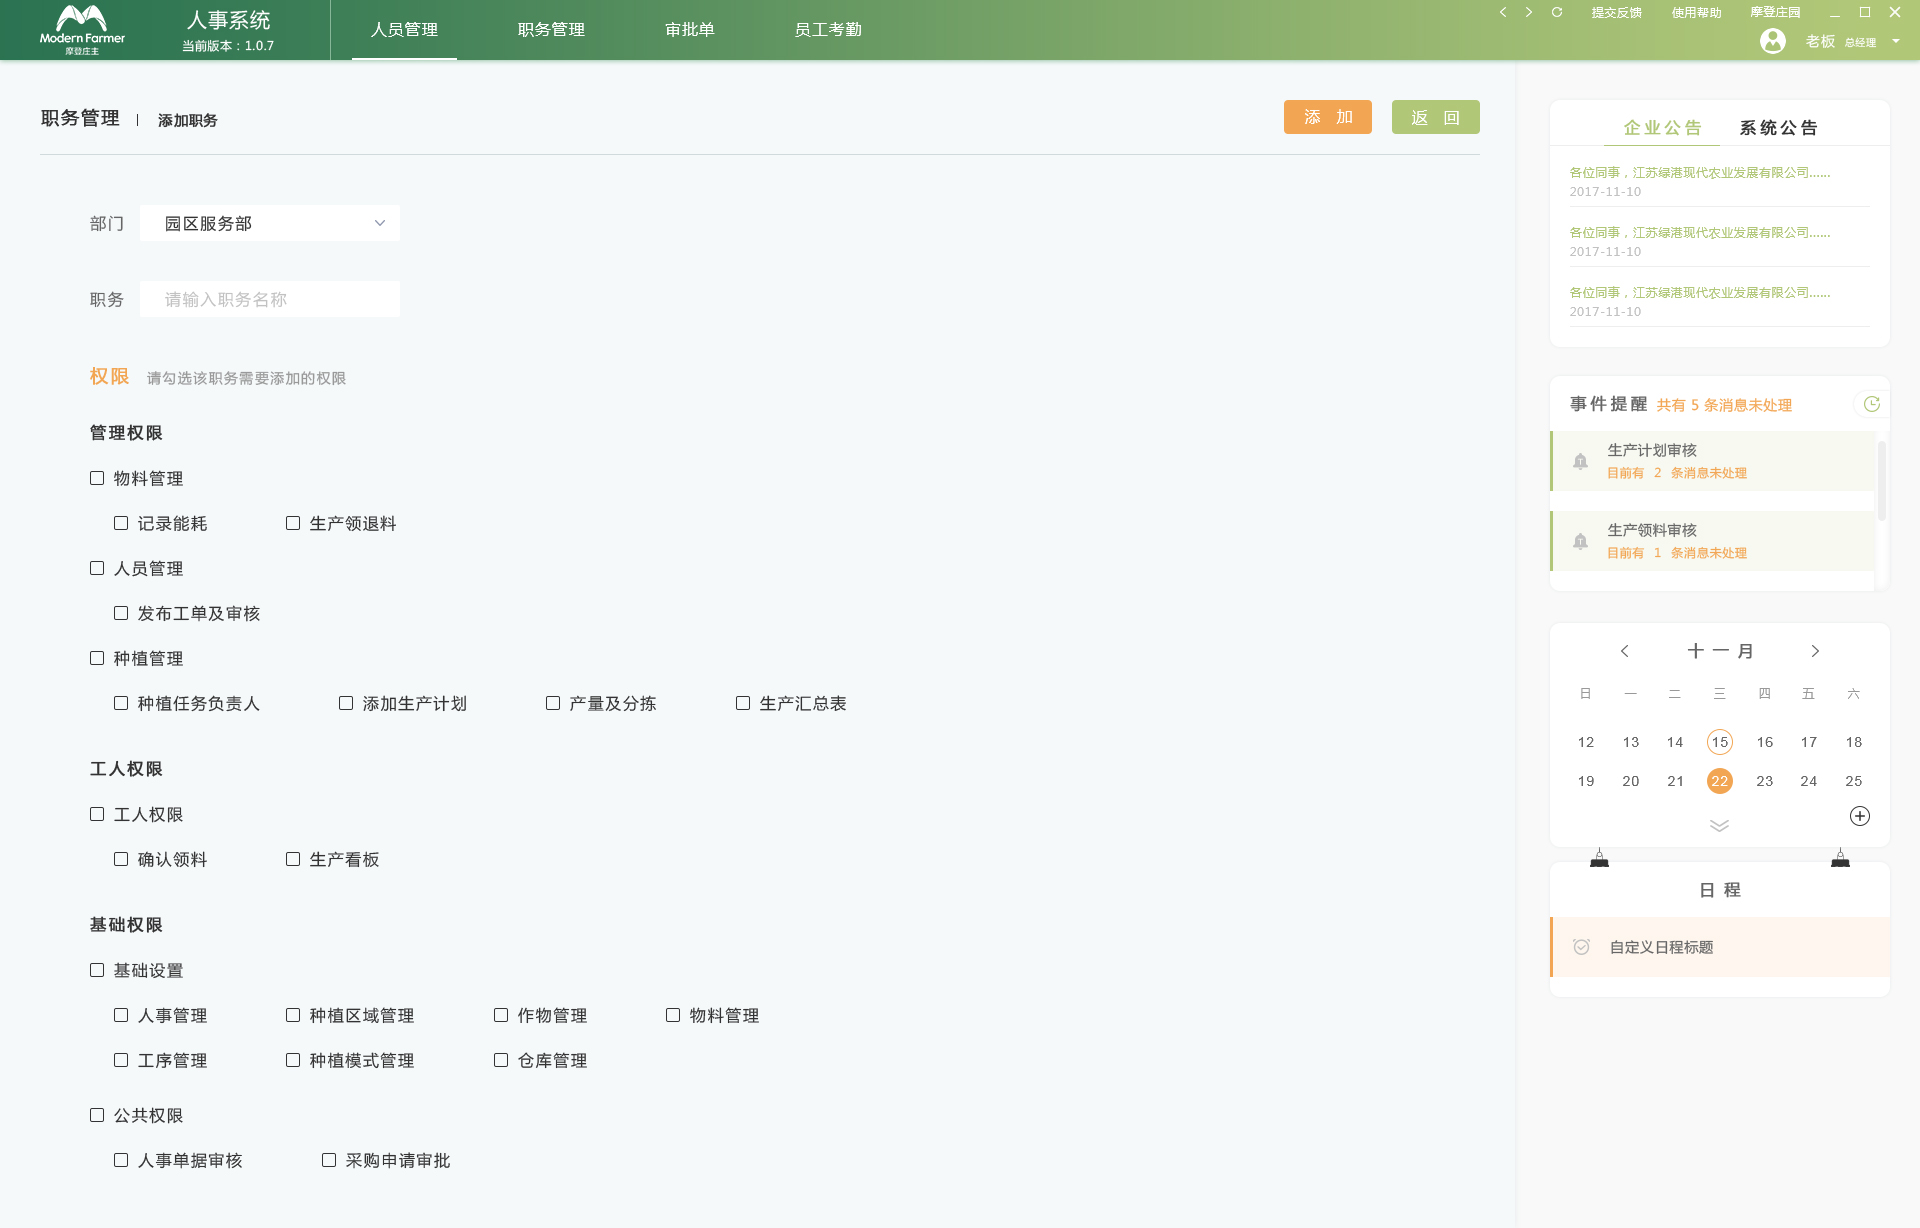 Modern Farmer
摩登庄主
人事系统
当前版本：1.0.7
人员管理 职务管理 审批单 员工考勤
提交反馈 使用帮助 摩登庄园
老板 总经理
职务管理 | 添加职务
添 加 返 回
部门 园区服务部
职务 请输入职务名称
权限 请勾选该职务需要添加的权限
管理权限
物料管理
记录能耗 生产领退料
人员管理
发布工单及审核
种植管理
种植任务负责人 添加生产计划 产量及分拣 生产汇总表
工人权限
工人权限
确认领料 生产看板
基础权限
基础设置
人事管理 种植区域管理 作物管理 物料管理
工序管理 种植模式管理 仓库管理
公共权限
人事单据审核 采购申请审批
企业公告 系统公告
各位同事，江苏绿港现代农业发展有限公司......
2017-11-10
各位同事，江苏绿港现代农业发展有限公司......
2017-11-10
各位同事，江苏绿港现代农业发展有限公司......
2017-11-10
事件提醒 共有 5 条消息未处理
生产计划审核
目前有 2 条消息未处理
生产领料审核
目前有 1 条消息未处理
十一月
日 一 二 三 四 五 六
12 13 14 15 16 17 18
19 20 21 22 23 24 25
日 程
自定义日程标题